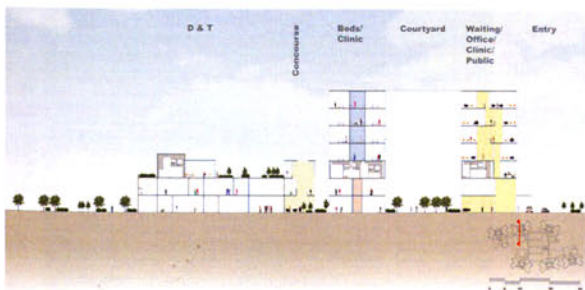 D & T
Concourse
Beds/
Clinic
Courtyard
Waiting/
Office/
Clinic/
Public
Entry